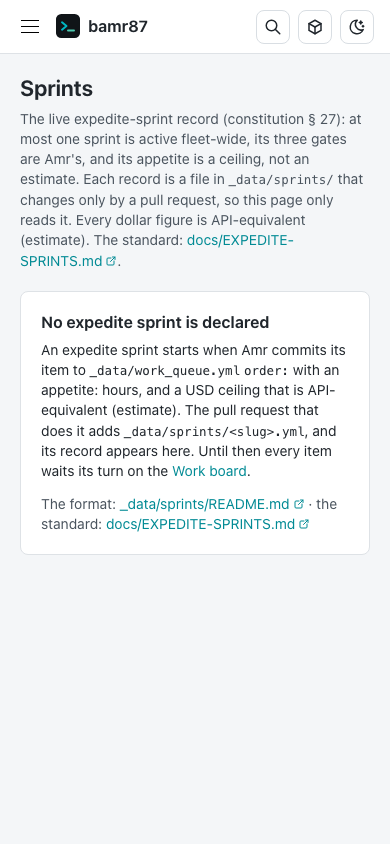 bamr87
Sprints
The live expedite-sprint record (constitution § 27): at
most one sprint is active fleet-wide, its three gates
are Amr's, and its appetite is a ceiling, not an
estimate. Each record is a file in _data/sprints/ that
changes only by a pull request, so this page only
reads it. Every dollar figure is API-equivalent
(estimate). The standard: docs/EXPEDITE-
SPRINTS.md.
No expedite sprint is declared
An expedite sprint starts when Amr commits its
item to _data/work_queue.yml order: with an
appetite: hours, and a USD ceiling that is API-
equivalent (estimate). The pull request that
does it adds _data/sprints/<slug>.yml, and
its record appears here. Until then every item
waits its turn on the Work board.
The format: _data/sprints/README.md · the
standard: docs/EXPEDITE-SPRINTS.md